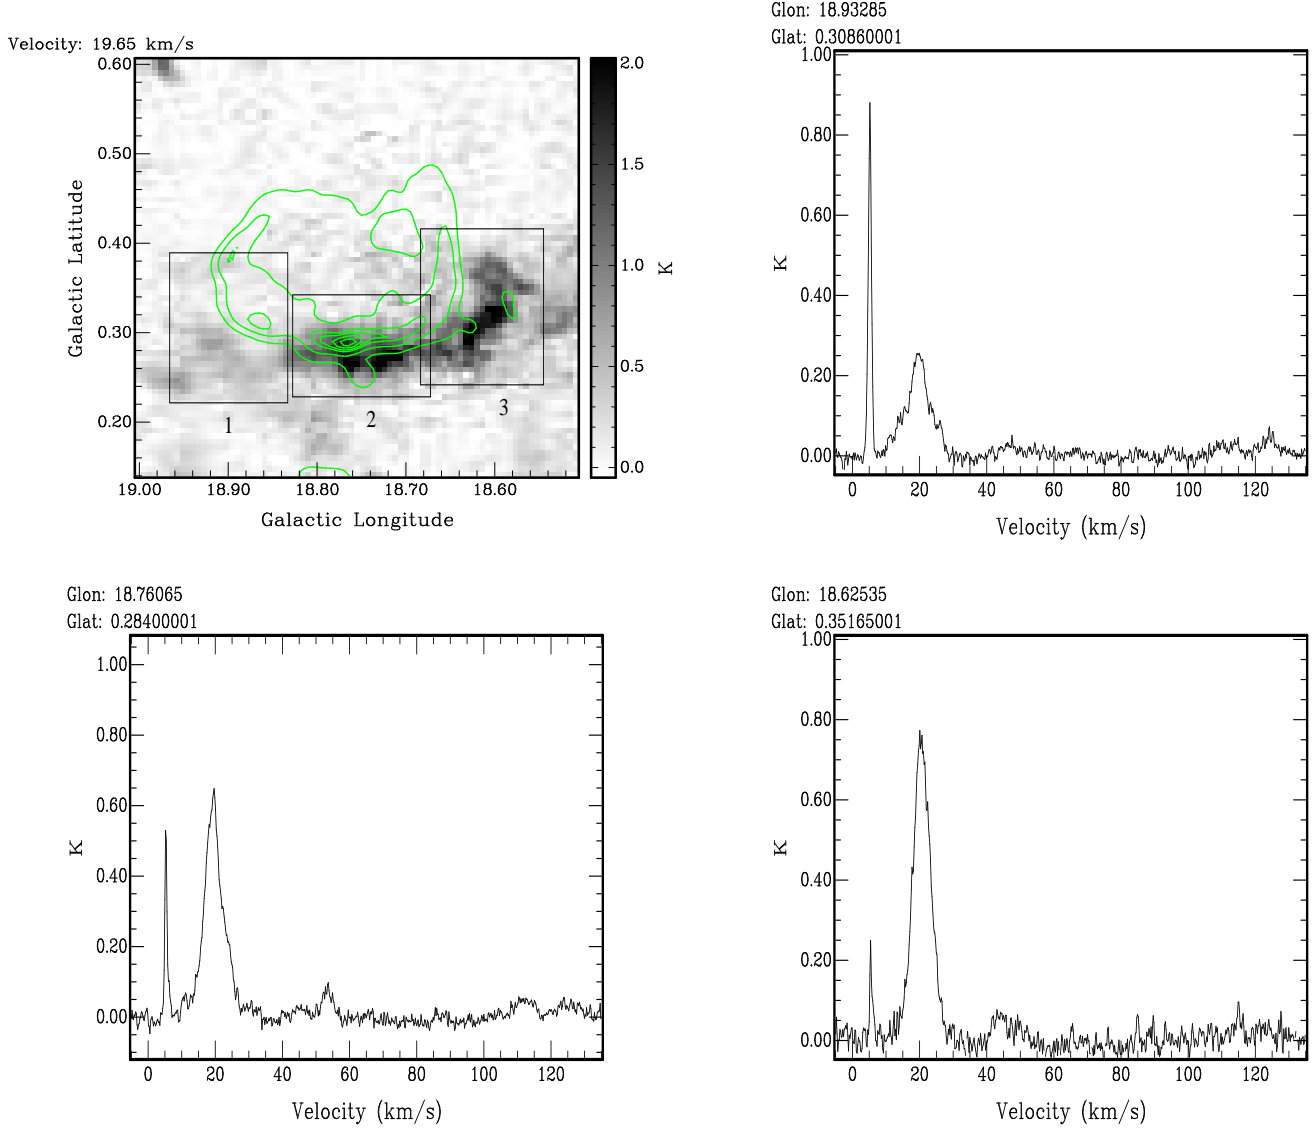 Velocity: 19.65 km/s
0.60
0.50
0.40
0.30
0.20
Galactic Latitude
19.00 18.90 18.80 18.70 18.60
Galactic Longitude
1
2
3
2.0
1.5
1.0
0.5
0.0
K
Glon: 18.93285
Glat: 0.30860001
1.00
0.80
0.60
0.40
0.20
0.00
K
0 20 40 60 80 100 120
Velocity (km/s)
Glon: 18.76065
Glat: 0.28400001
1.00
0.80
0.60
0.40
0.20
0.00
K
0 20 40 60 80 100 120
Velocity (km/s)
Glon: 18.62535
Glat: 0.35165001
1.00
0.80
0.60
0.40
0.20
0.00
K
0 20 40 60 80 100 120
Velocity (km/s)